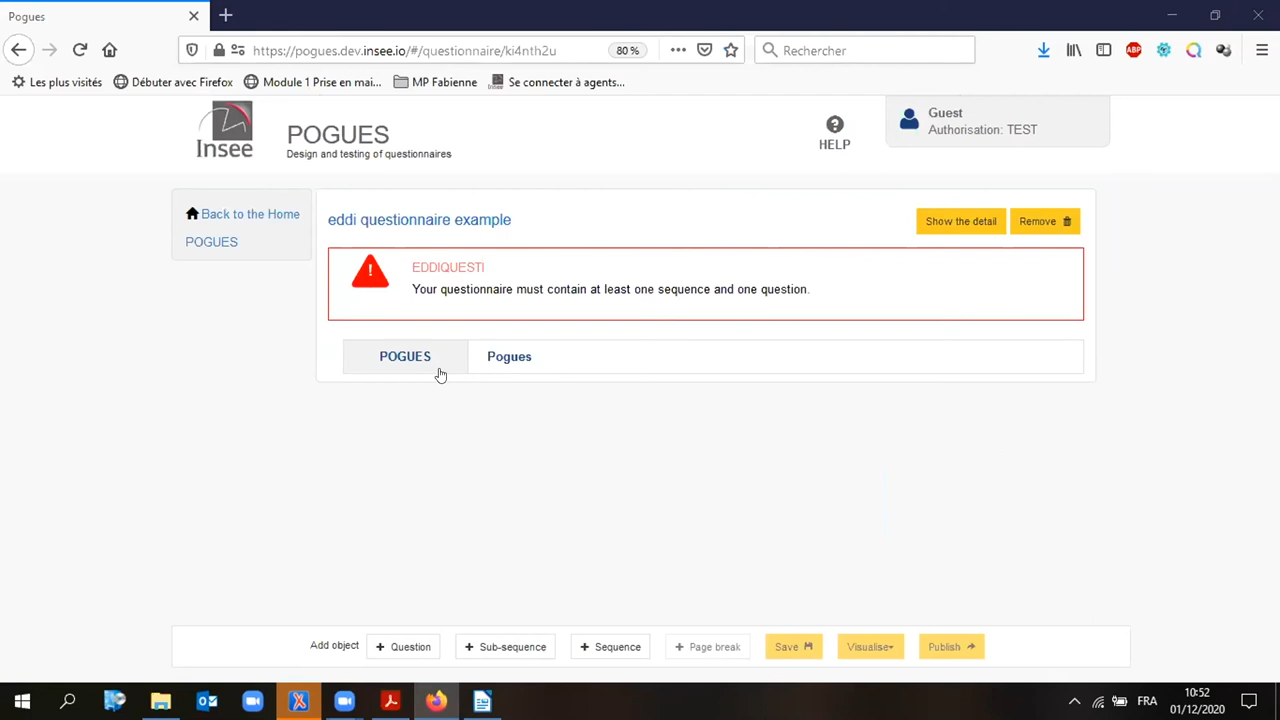 Pogues
https://pogues.dev.insee.io/#/questionnaire/ki4nth2u
80 %
Rechercher
Les plus visités
Débuter avec Firefox
Module 1 Prise en mai...
MP Fabienne
Se connecter à agents...
Insee
POGUES
Design and testing of questionnaires
HELP
Guest
Authorisation: TEST
Back to the Home
POGUES
eddi questionnaire example
Show the detail
Remove
EDDIQUESTI
Your questionnaire must contain at least one sequence and one question.
POGUES
Pogues
Add object
+ Question
+ Sub-sequence
+ Sequence
+ Page break
Save
Visualise
Publish
FRA
10:52
01/12/2020